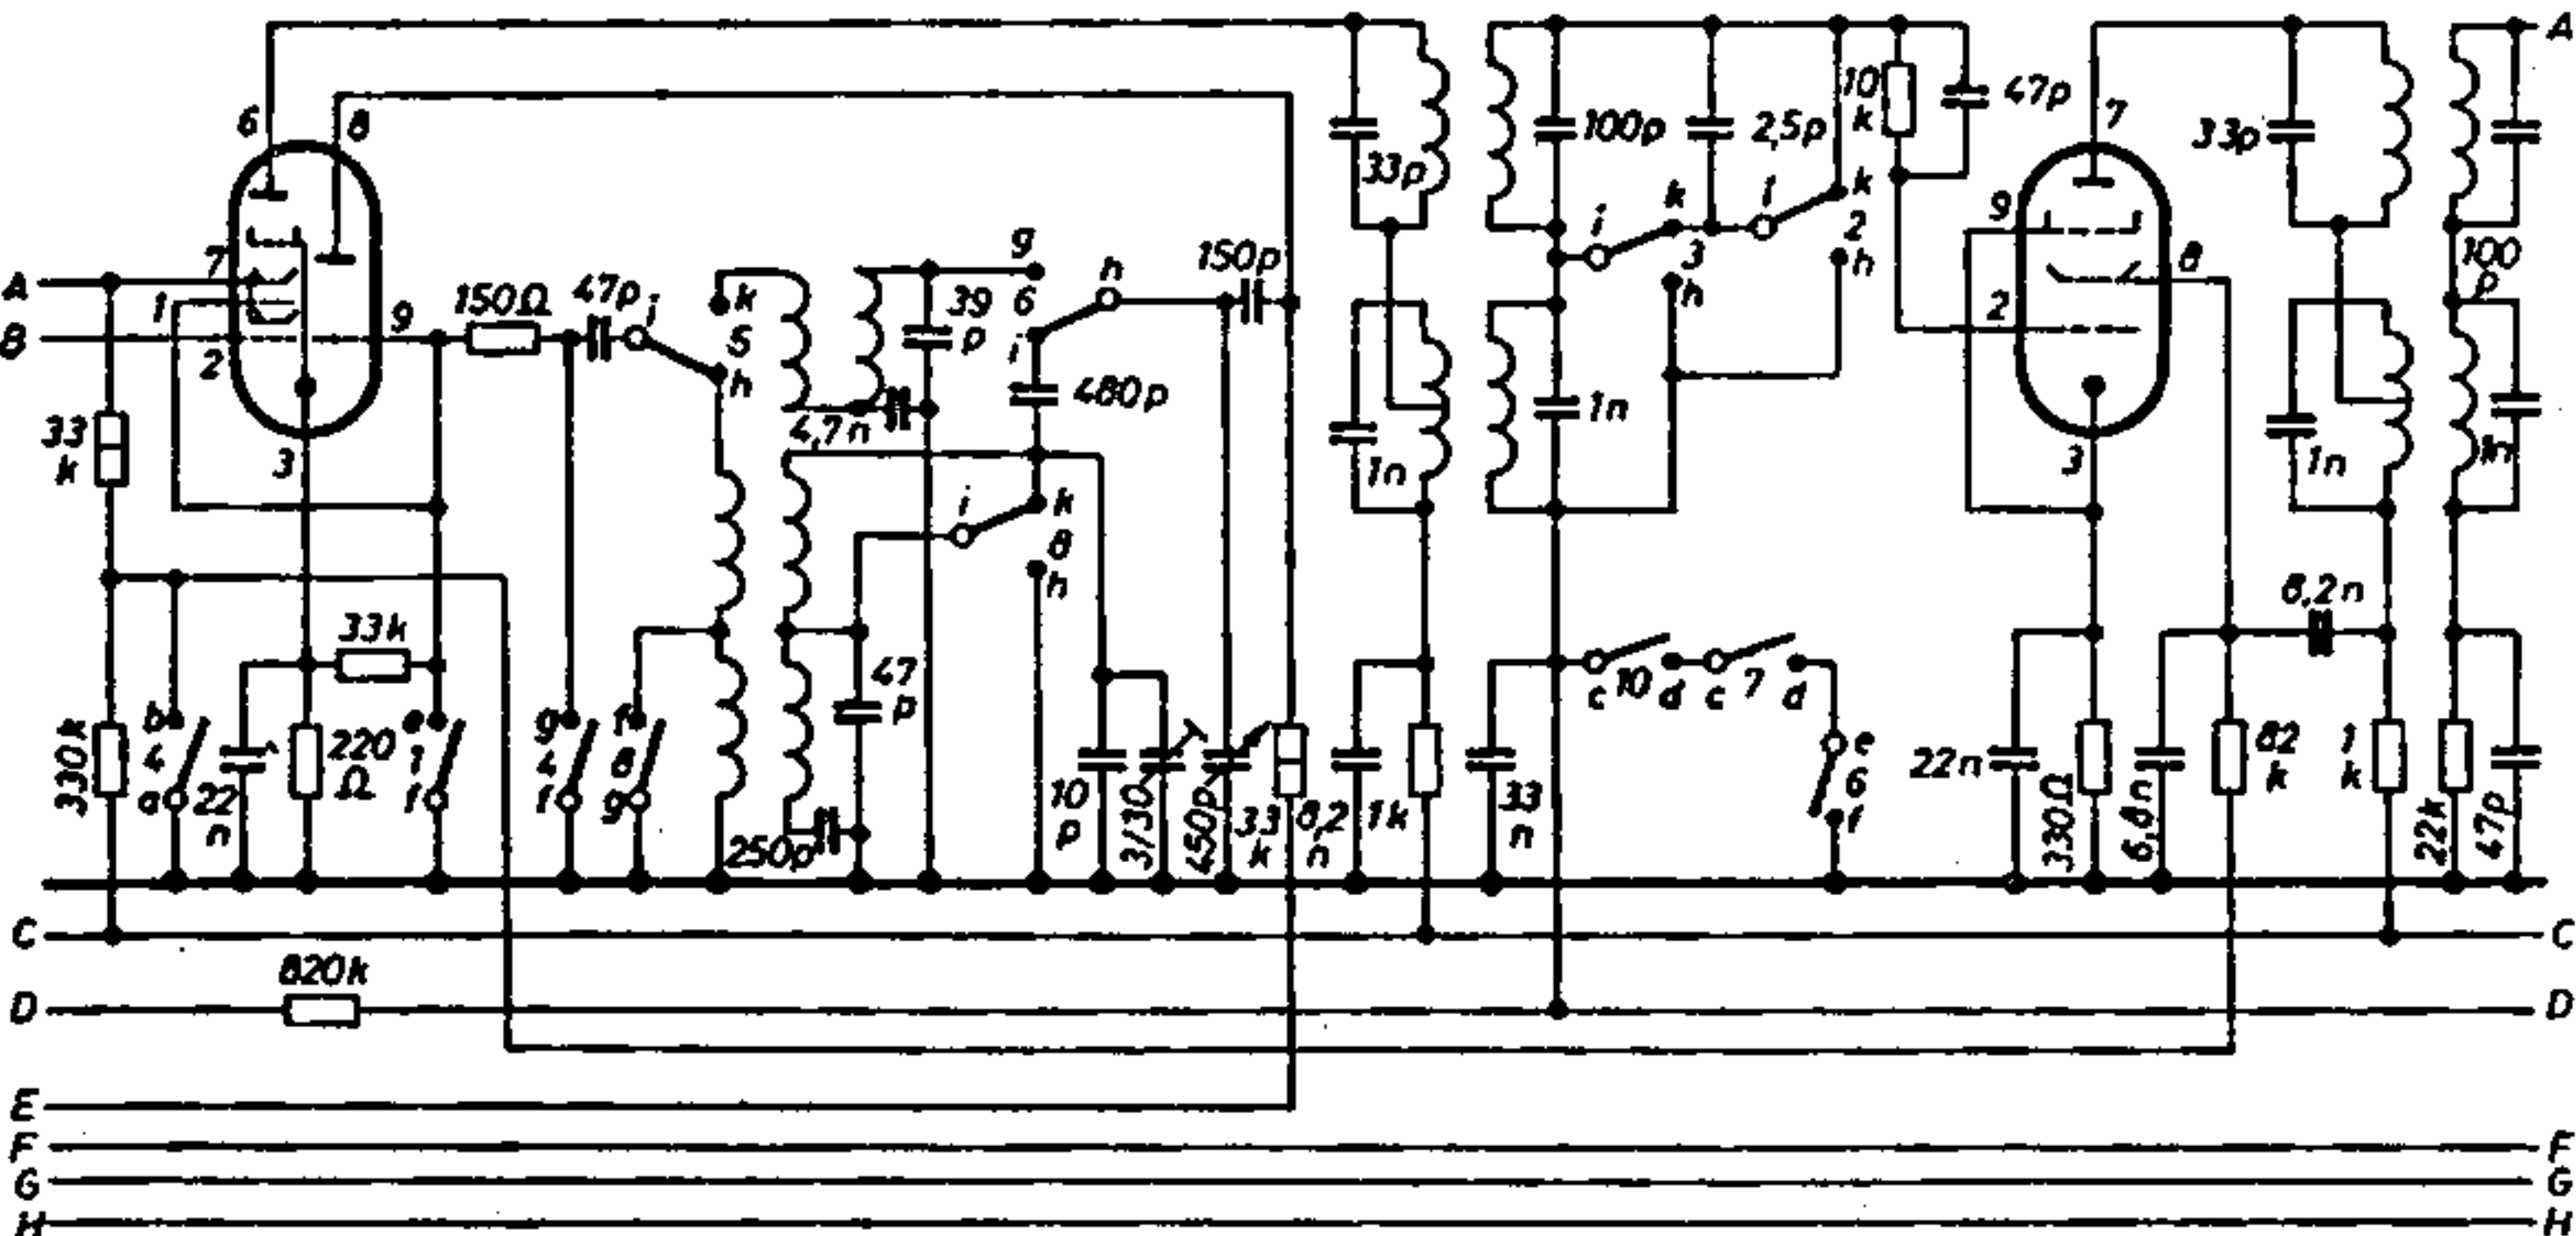 A
6
8
10
k
47p
7
100p
2,5p
33p
33p
9
k
i
k
1
2
7
g
h
150p
3
h
100
p
8
A
150Ω
47p
i
k
39
p
6
h
2
1
9
5
i
B
2
h
480p
1n
33
k
3
4,7n
3
1n
1n
1n
i
k
8
h
8,2n
33k
47
p
c
10
d
c
7
d
330k
b
4
a
22
n
220
Ω
e
1
f
g
4
f
f
8
g
250p
10
p
3/30
450p
33
k
8,2
n
1k
33
n
e
6
f
22n
330Ω
6,8n
82
k
1
k
22k
47p
C
C
820k
D
D
E
F
F
G
G
H
H